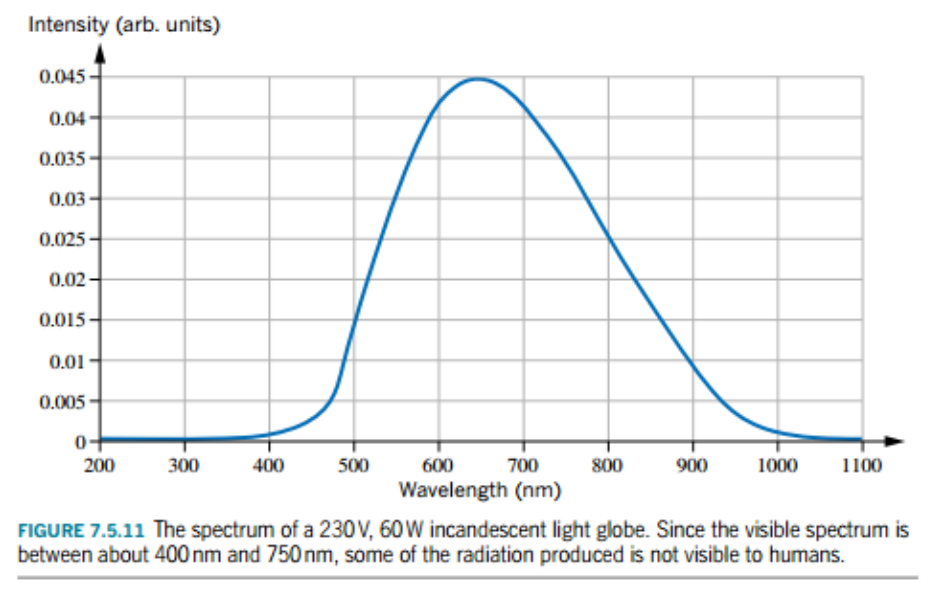 Intensity (arb. units)
0.045
0.04
0.035
0.03
0.025
0.02
0.015
0.01
0.005
0
200 300 400 500 600 700 800 900 1000 1100
Wavelength (nm)
FIGURE 7.5.11 The spectrum of a 230 V, 60 W incandescent light globe. Since the visible spectrum is
between about 400 nm and 750 nm, some of the radiation produced is not visible to humans.